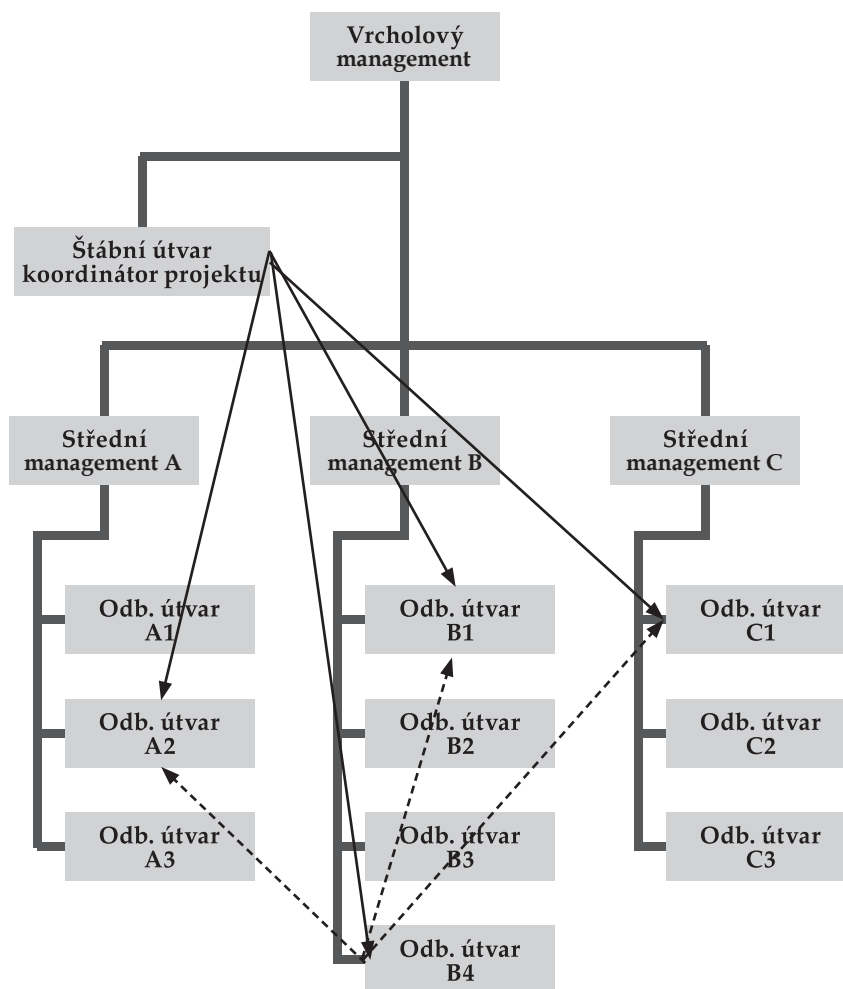 Vrcholový
management
Štábní útvar
koordinátor projektu
Střední
management A
Střední
management B
Střední
management C
Odb. útvar
A1
Odb. útvar
B1
Odb. útvar
C1
Odb. útvar
A2
Odb. útvar
B2
Odb. útvar
C2
Odb. útvar
A3
Odb. útvar
B3
Odb. útvar
C3
Odb. útvar
B4